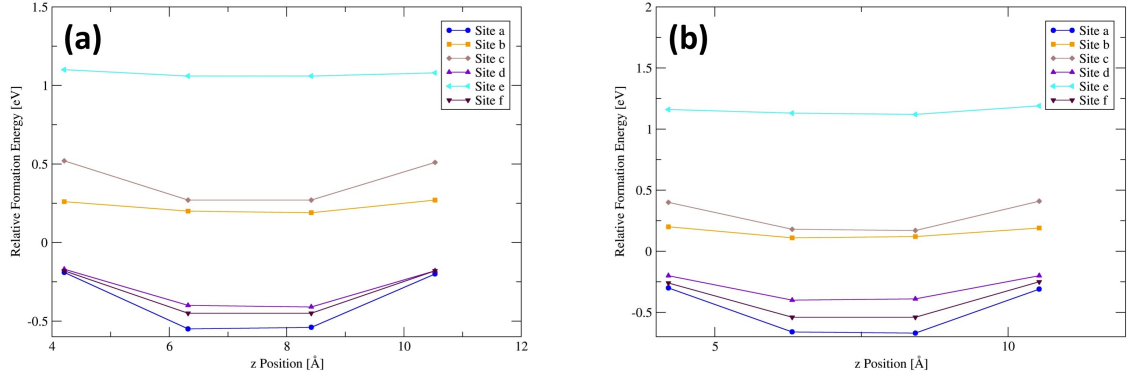 (a)
1.5
1
0.5
0
-0.5
4
6
8
10
12
Relative Formation Energy [eV]
z Position [Å]
Site a
Site b
Site c
Site d
Site e
Site f
(b)
2
1.5
1
0.5
0
-0.5
5
10
Relative Formation Energy [eV]
z Position [Å]
Site a
Site b
Site c
Site d
Site e
Site f